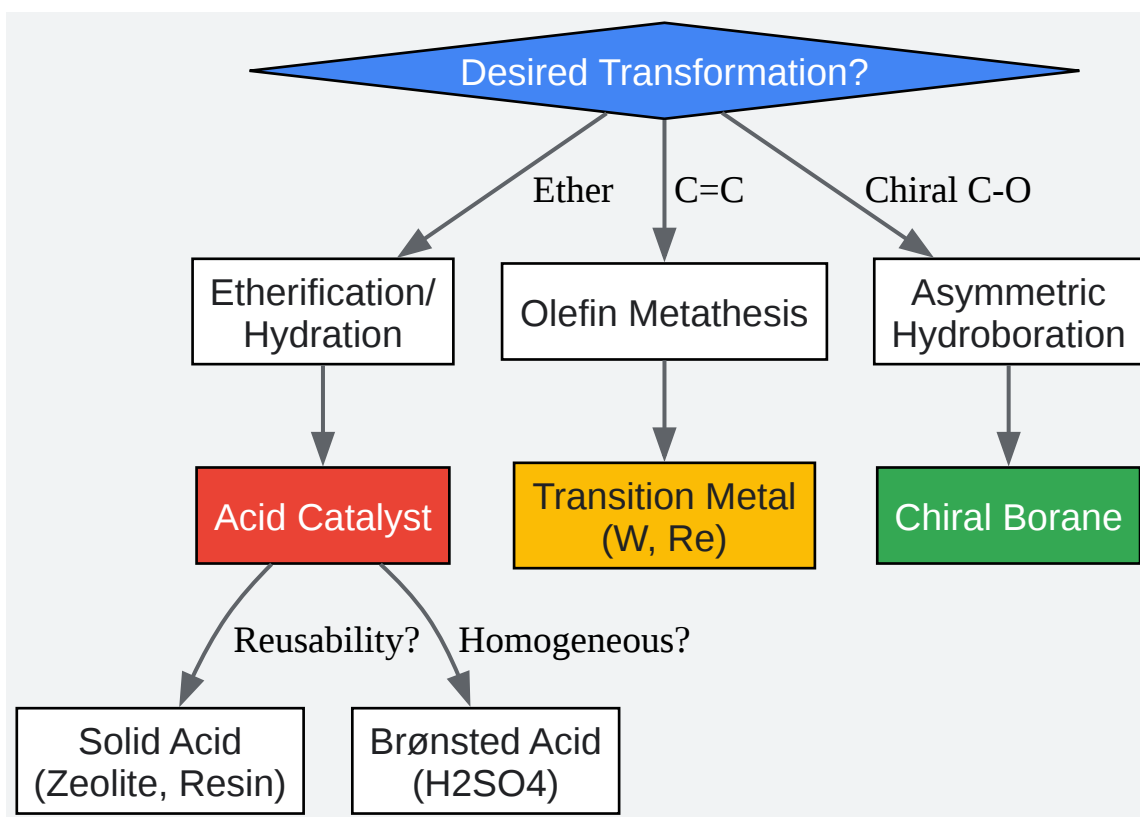 Desired Transformation?
Ether
C=C
Chiral C-O
Etherification/
Hydration
Olefin Metathesis
Asymmetric
Hydroboration
Acid Catalyst
Transition Metal
(W, Re)
Chiral Borane
Reusability?
Homogeneous?
Solid Acid
(Zeolite, Resin)
Brønsted Acid
(H2SO4)